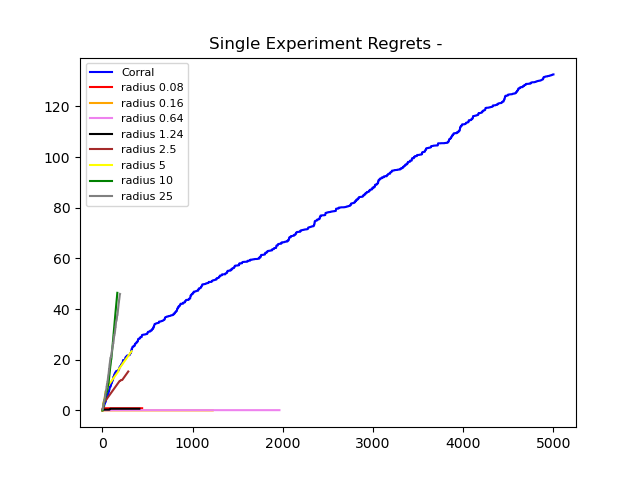 Single Experiment Regrets -
Corral
radius 0.08
radius 0.16
radius 0.64
radius 1.24
radius 2.5
radius 5
radius 10
radius 25
120
100
80
60
40
20
0
0 1000 2000 3000 4000 5000